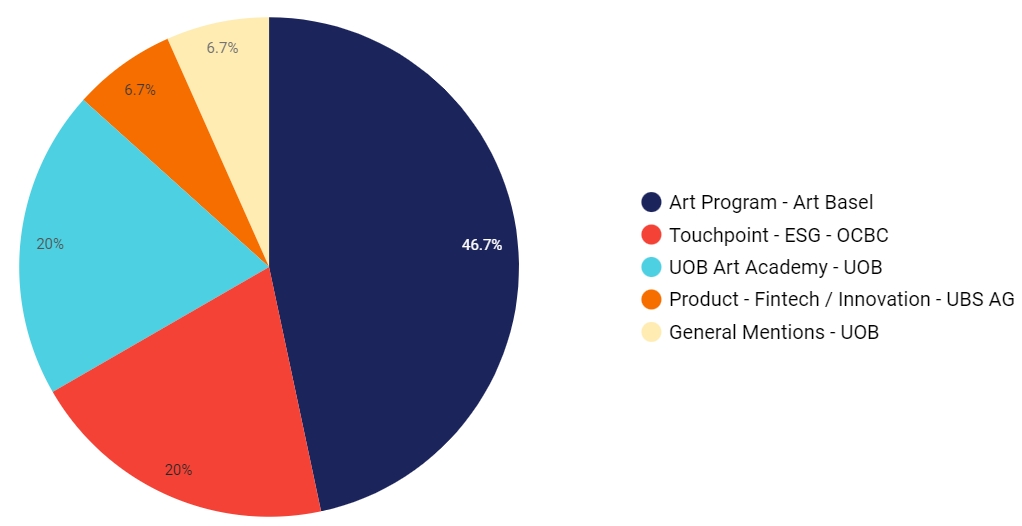 6.7%
6.7%
20%
46.7%
20%
Art Program - Art Basel
Touchpoint - ESG - OCBC
UOB Art Academy - UOB
Product - Fintech / Innovation - UBS AG
General Mentions - UOB